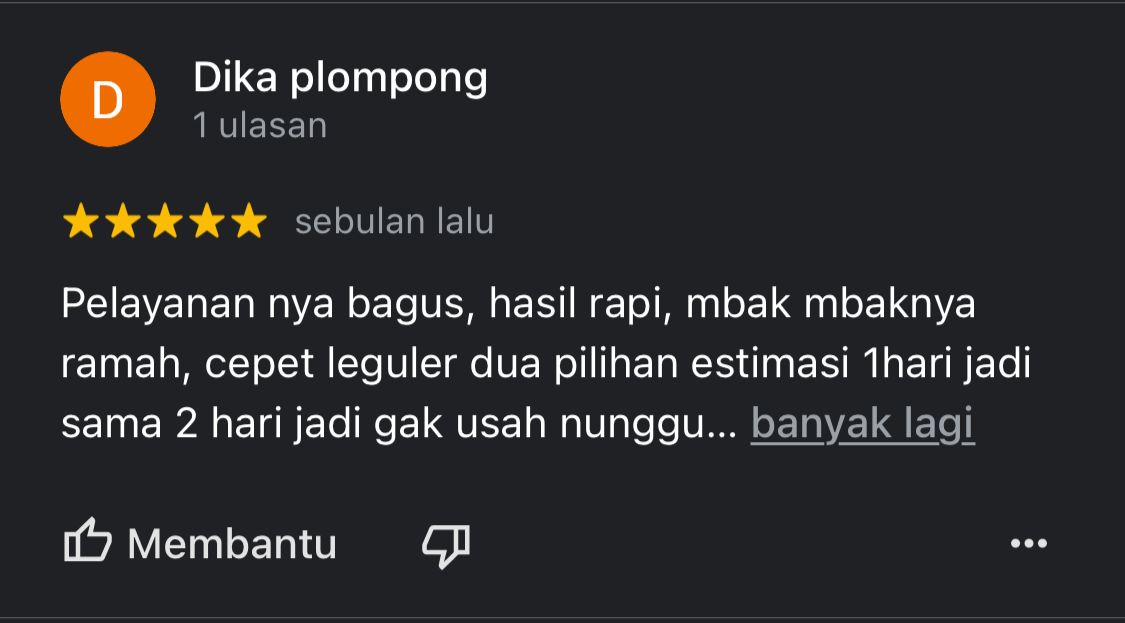 D
Dika plompong
1 ulasan
sebulan lalu
Pelayanan nya bagus, hasil rapi, mbak mbaknya
ramah, cepet leguler dua pilihan estimasi 1hari jadi
sama 2 hari jadi gak usah nunggu... banyak lagi
Membantu